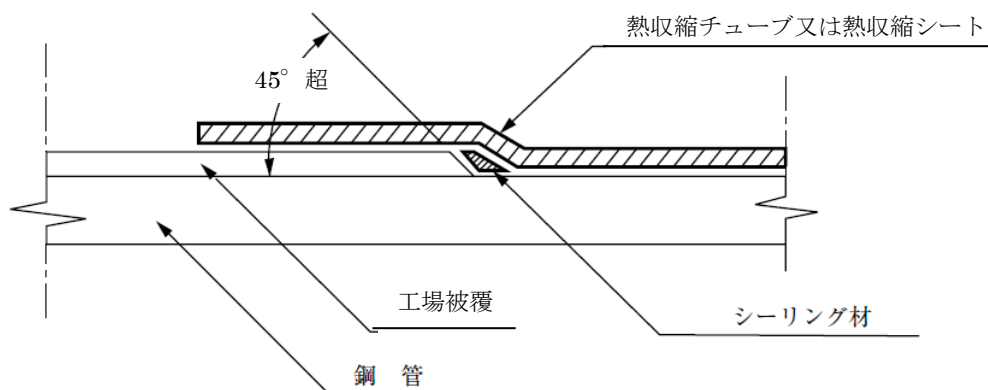 熱収縮チューブ又は熱収縮シート
45° 超
工場被覆
シーリング材
鋼 管